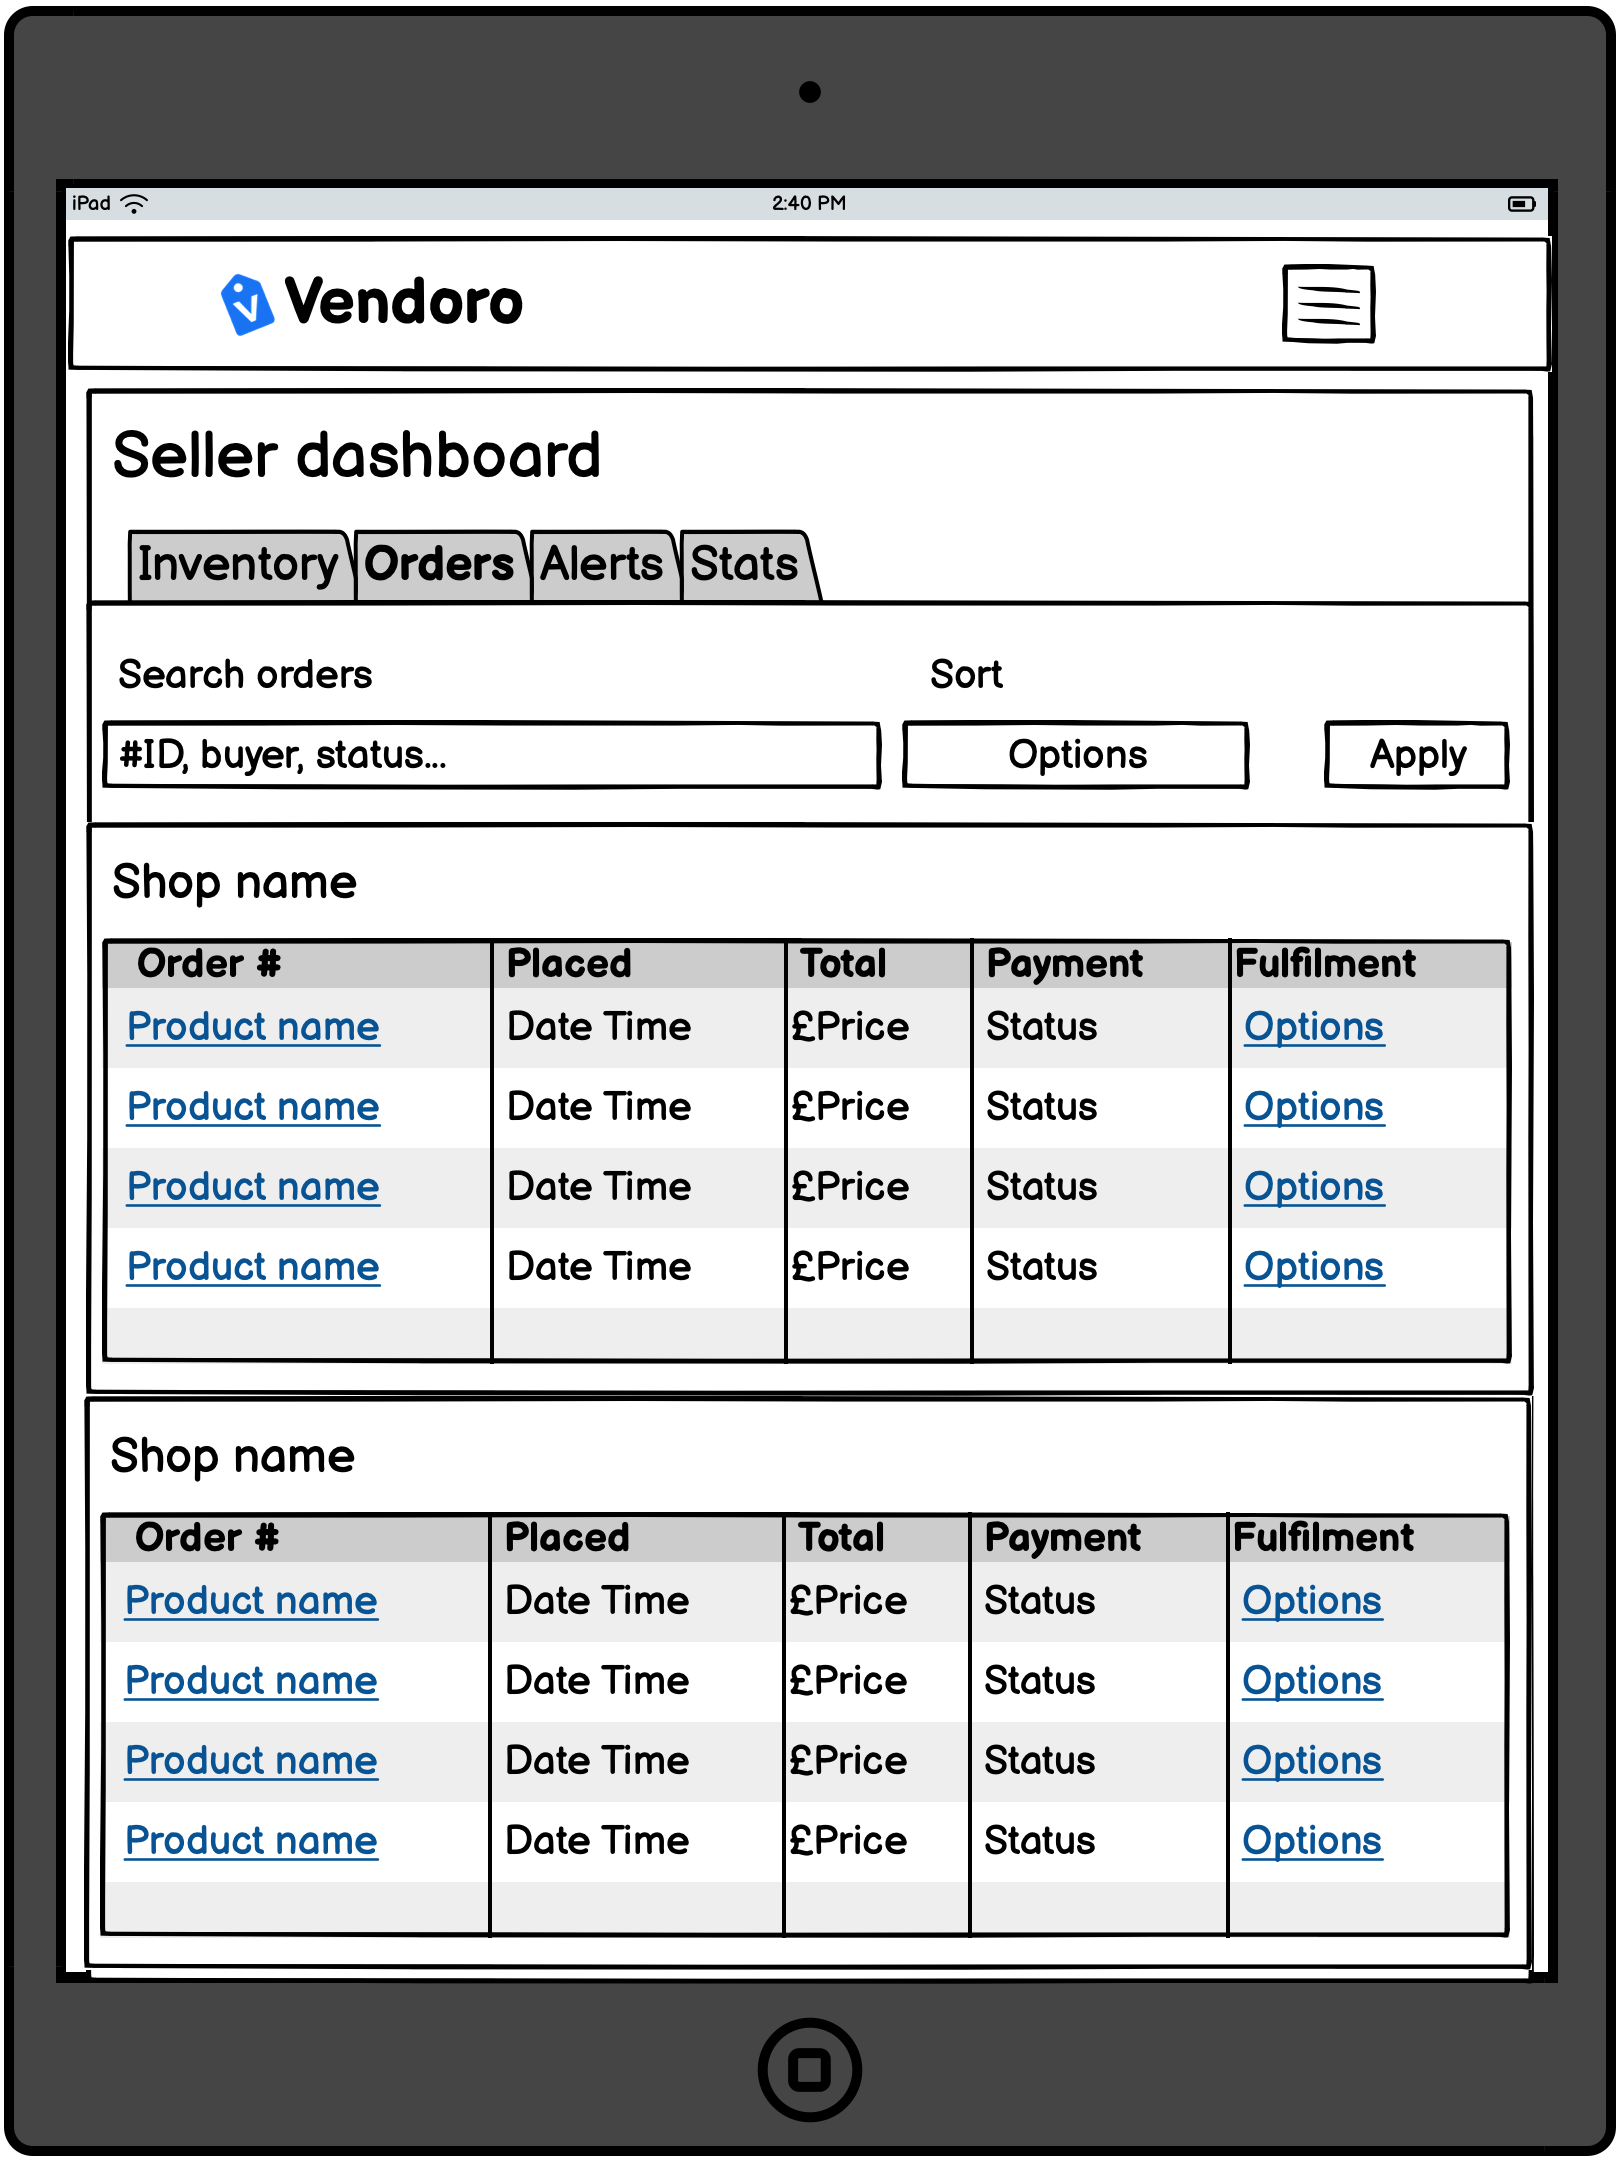 iPad 2:40 PM
Vendoro
Seller dashboard
Inventory Orders Alerts Stats
Search orders Sort
#ID, buyer, status... Options Apply
Shop name
Order # Placed Total Payment Fulfilment
Product name Date Time £Price Status Options
Product name Date Time £Price Status Options
Product name Date Time £Price Status Options
Product name Date Time £Price Status Options
Shop name
Order # Placed Total Payment Fulfilment
Product name Date Time £Price Status Options
Product name Date Time £Price Status Options
Product name Date Time £Price Status Options
Product name Date Time £Price Status Options